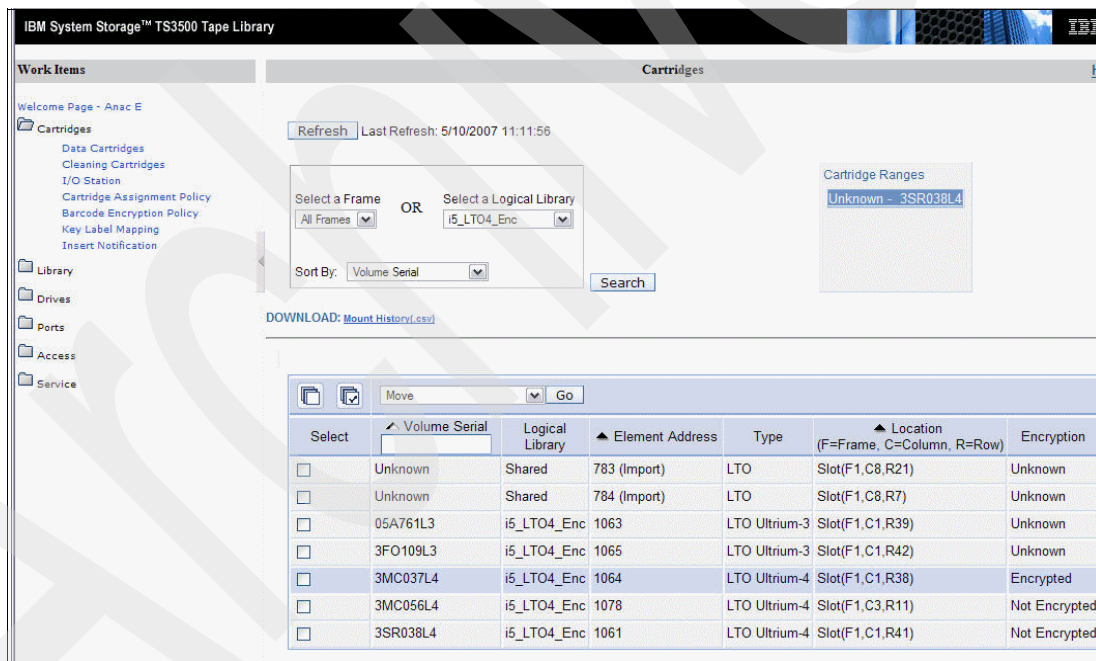 IBM System Storage™ TS3500 Tape Library
Work Items
Cartridges
Welcome Page - Anac E
Cartridges
Data Cartridges
Cleaning Cartridges
I/O Station
Cartridge Assignment Policy
Barcode Encryption Policy
Key Label Mapping
Insert Notification
Library
Drives
Ports
Access
Service
Refresh Last Refresh: 5/10/2007 11:11:56
Select a Frame OR Select a Logical Library
All Frames i5_LTO4_Enc
Sort By: Volume Serial
Search
Cartridge Ranges
Unknown - 3SR038L4
DOWNLOAD: Mount History(.csv)
Move Go
Select Volume Serial Logical Library Element Address Type Location (F=Frame, C=Column, R=Row) Encryption
Unknown Shared 783 (Import) LTO Slot(F1,C8,R21) Unknown
Unknown Shared 784 (Import) LTO Slot(F1,C8,R7) Unknown
05A761L3 i5_LTO4_Enc 1063 LTO Ultrium-3 Slot(F1,C1,R39) Unknown
3FO109L3 i5_LTO4_Enc 1065 LTO Ultrium-3 Slot(F1,C1,R42) Unknown
3MC037L4 i5_LTO4_Enc 1064 LTO Ultrium-4 Slot(F1,C1,R38) Encrypted
3MC056L4 i5_LTO4_Enc 1078 LTO Ultrium-4 Slot(F1,C3,R11) Not Encrypted
3SR038L4 i5_LTO4_Enc 1061 LTO Ultrium-4 Slot(F1,C1,R41) Not Encrypted